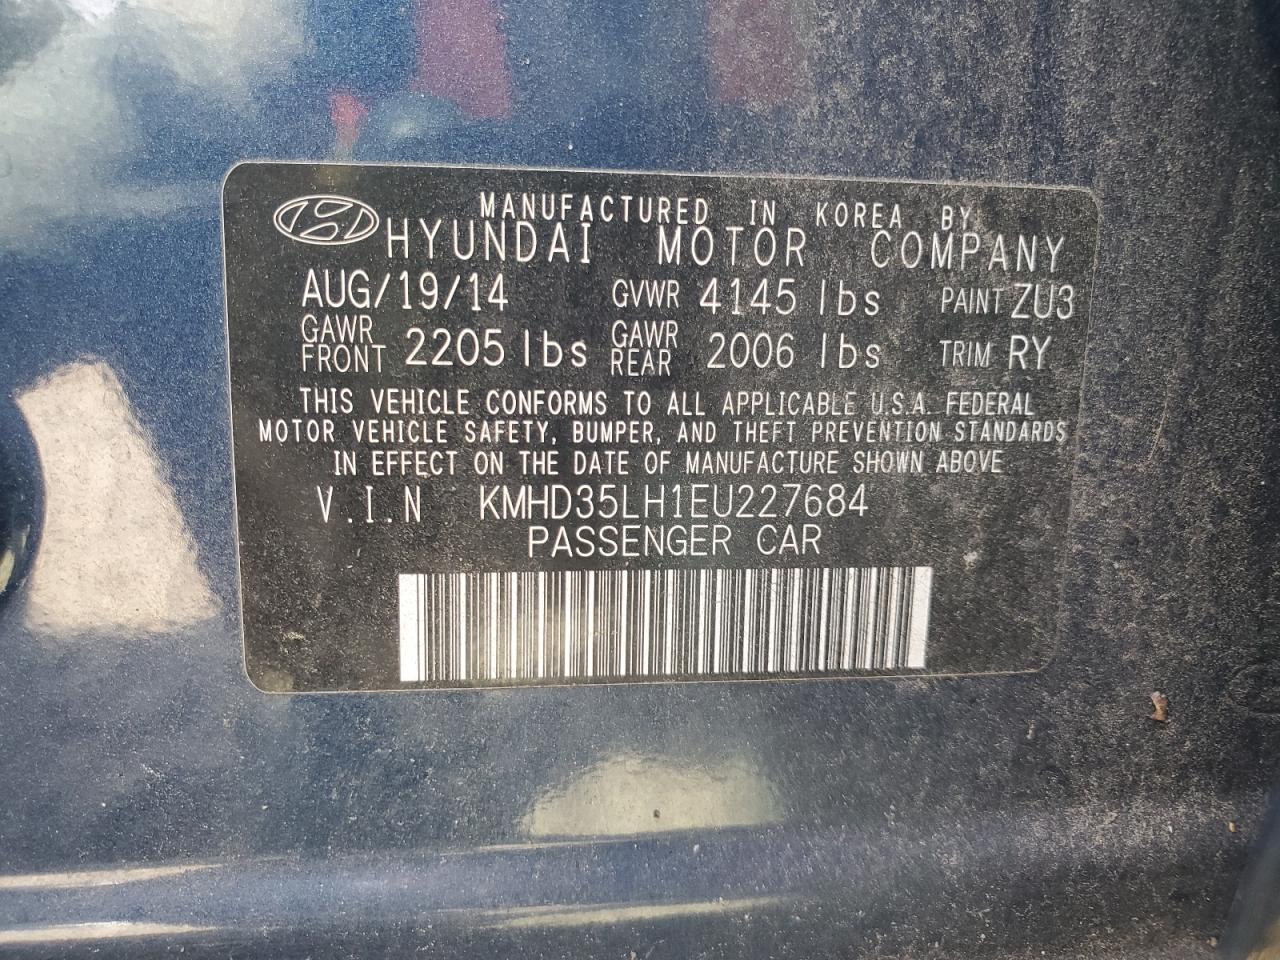 MANUFACTURED IN KOREA BY
HYUNDAI MOTOR COMPANY
AUG/19/14 GVWR 4145 lbs PAINT ZU3
GAWR FRONT 2205 lbs GAWR REAR 2006 lbs TRIM RY
THIS VEHICLE CONFORMS TO ALL APPLICABLE U.S.A. FEDERAL
MOTOR VEHICLE SAFETY, BUMPER, AND THEFT PREVENTION STANDARDS
IN EFFECT ON THE DATE OF MANUFACTURE SHOWN ABOVE
V.I.N KMHD35LH1EU227684
PASSENGER CAR